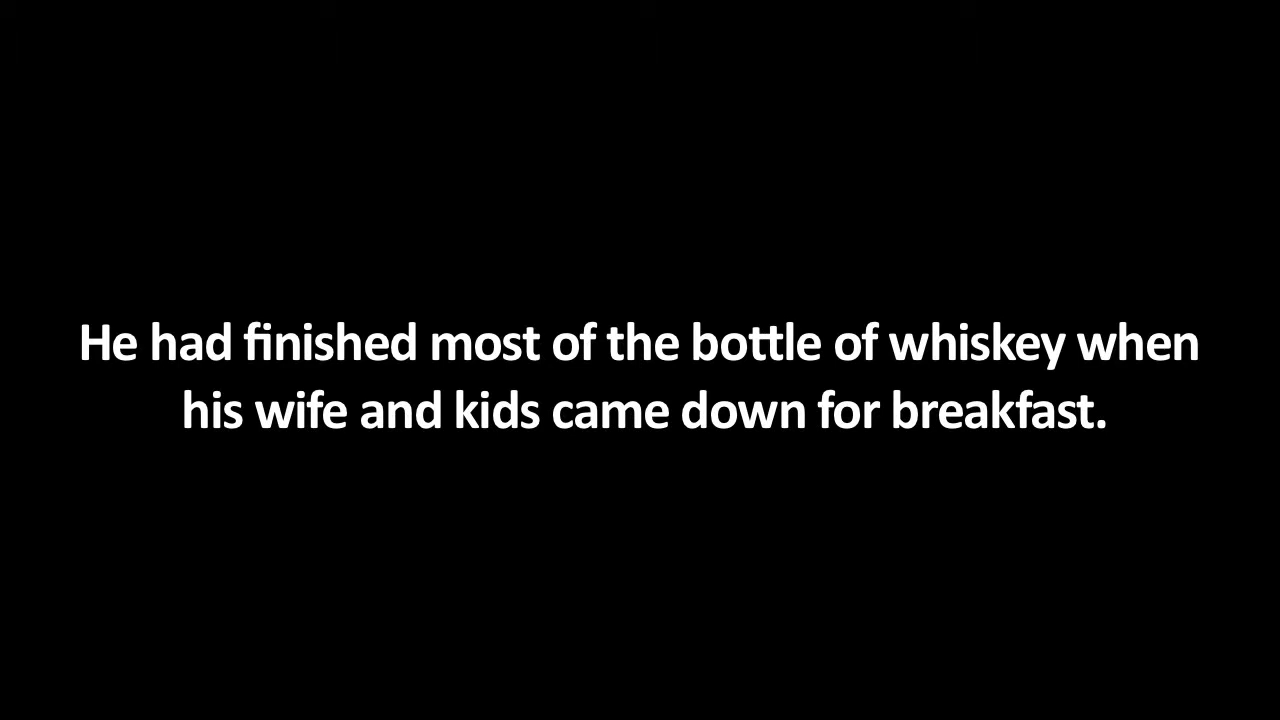 He had finished most of the bottle of whiskey when
his wife and kids came down for breakfast.